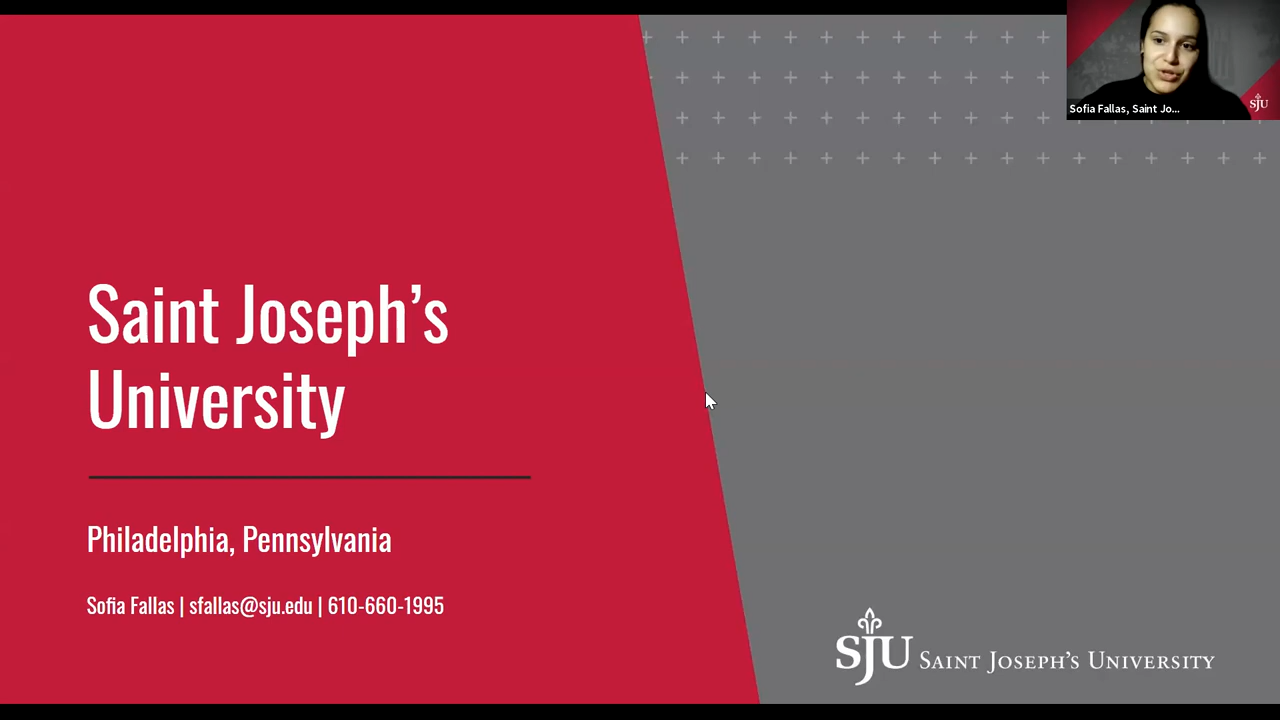 Sofia Fallas, Saint Jo...
SJU
Saint Joseph’s
University
Philadelphia, Pennsylvania
Sofia Fallas | sfallas@sju.edu | 610-660-1995
SJU SAINT JOSEPH’S UNIVERSITY